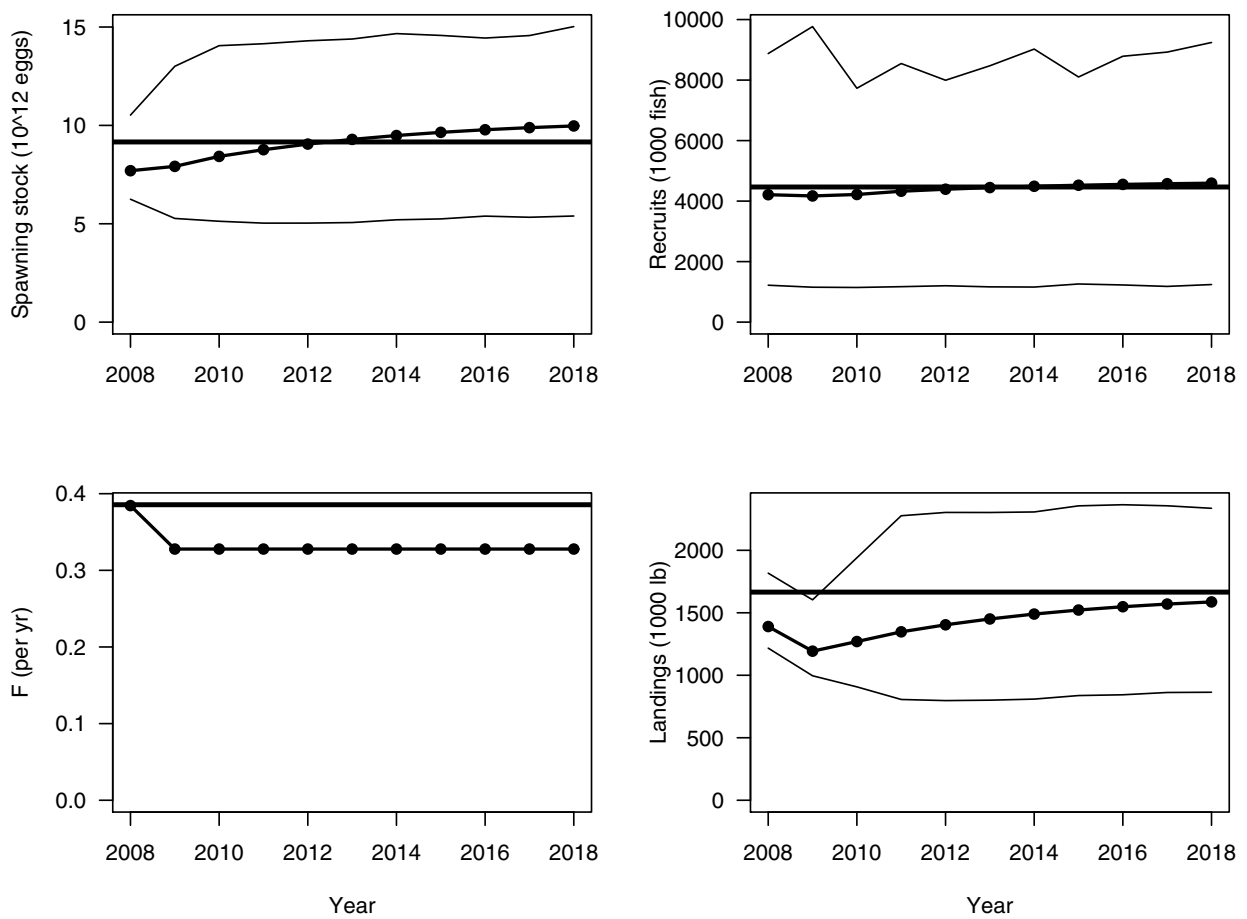 Spawning stock (10^12 eggs)
15
10
5
0
2008 2010 2012 2014 2016 2018
Recruits (1000 fish)
10000
8000
6000
4000
2000
0
2008 2010 2012 2014 2016 2018
F (per yr)
0.4
0.3
0.2
0.1
0.0
2008 2010 2012 2014 2016 2018
Year
Landings (1000 lb)
2000
1500
1000
500
0
2008 2010 2012 2014 2016 2018
Year